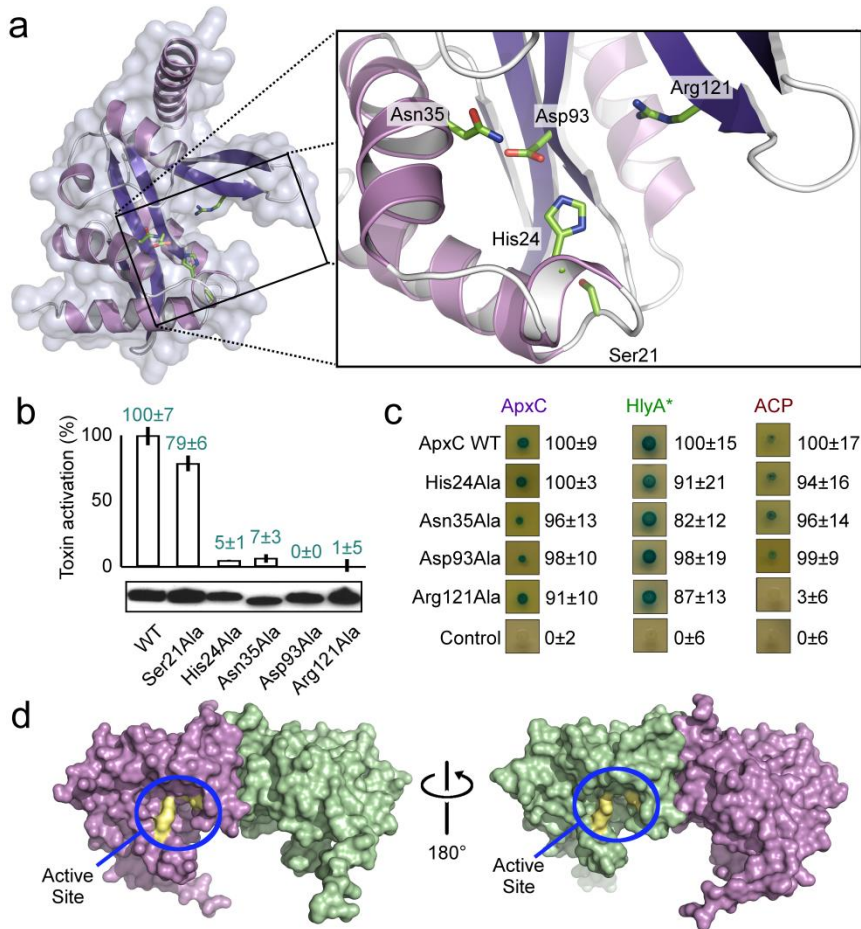 a
Asn35
Asp93
Arg121
His24
Ser21
b
Toxin activation (%)
100
50
0
100±7
79±6
5±1
7±3
0±0
1±5
WT
Ser21Ala
His24Ala
Asn35Ala
Asp93Ala
Arg121Ala
c
ApxC HlyA* ACP
ApxC WT 100±9 100±15 100±17
His24Ala 100±3 91±21 94±16
Asn35Ala 96±13 82±12 96±14
Asp93Ala 98±10 98±19 99±9
Arg121Ala 91±10 87±13 3±6
Control 0±2 0±6 0±6
d
Active
Site
180°
Active
Site